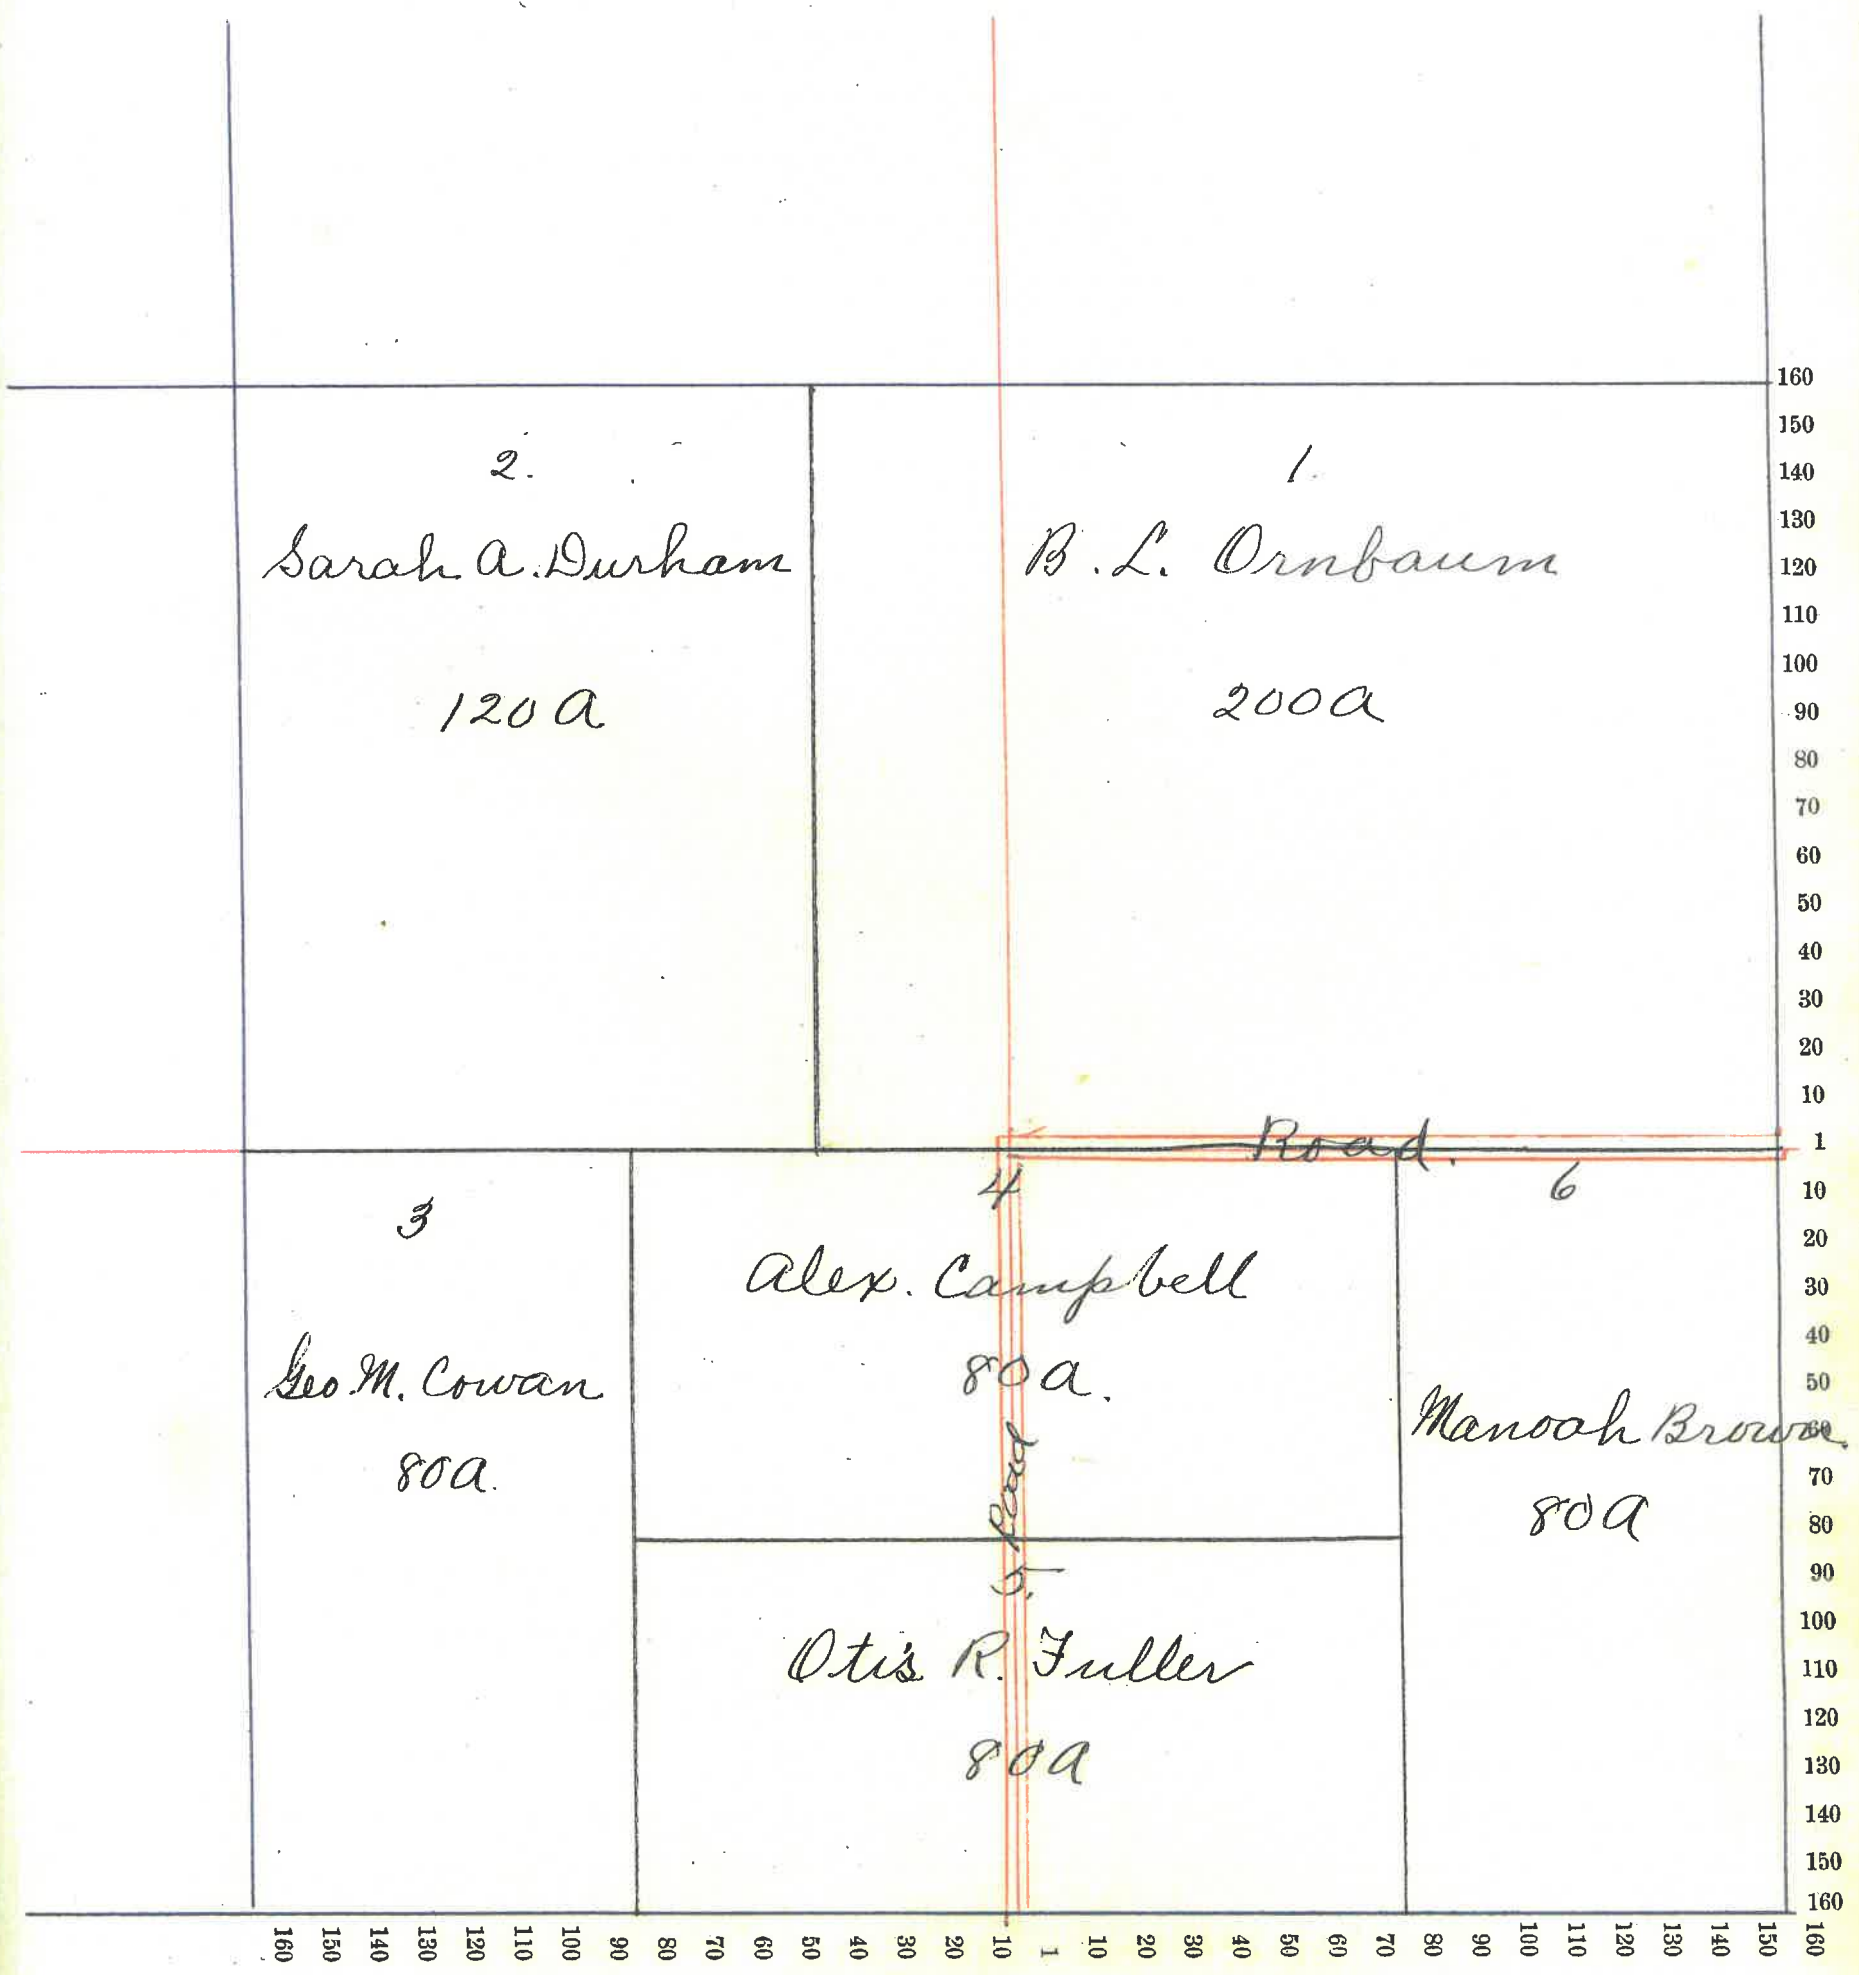 2.
Sarah A. Durham
120 A
1.
B. L. Ornbaum
200 A
Road.
3
Geo. M. Cowan
80 A.
4
Alex. Campbell
80 A.
Road
5.
Otis R. Fuller
80 A
6
Manoah Brown.
80 A
160
150
140
130
120
110
100
90
80
70
60
50
40
30
20
10
1
10
20
30
40
50
60
70
80
90
100
110
120
130
140
150
160
160 150 140 130 120 110 100 90 80 70 60 50 40 30 20 10 1 10 20 30 40 50 60 70 80 90 100 110 120 130 140 150 160